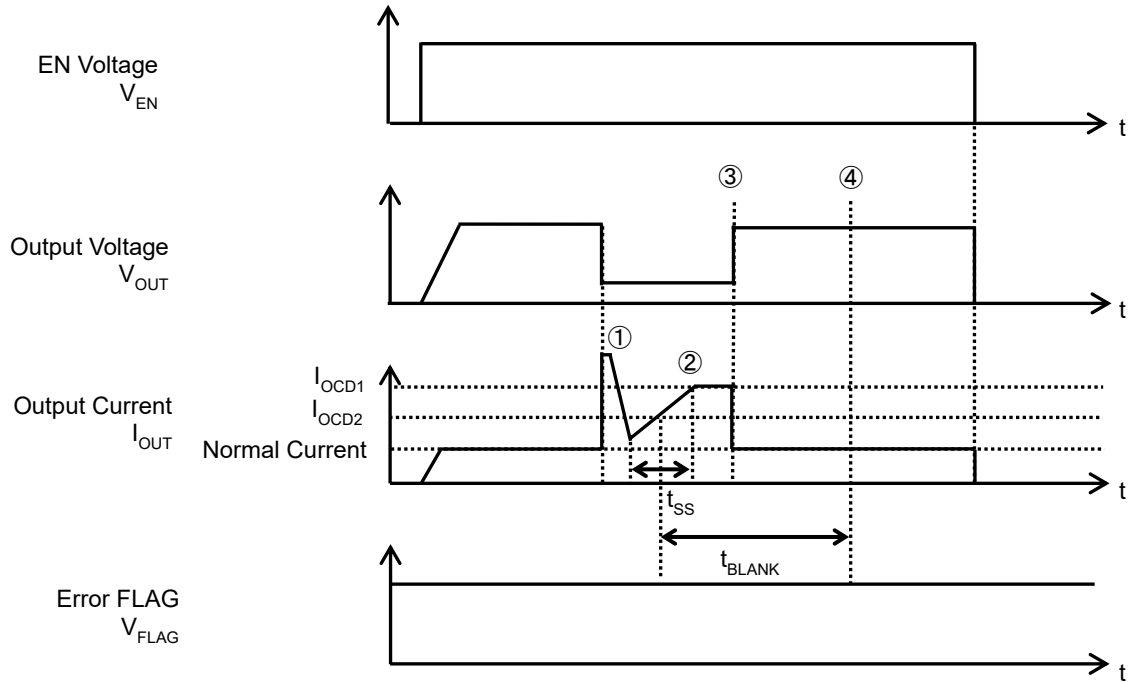 EN Voltage
V_EN
t
③ ④
Output Voltage
V_OUT
t
① ②
I_OCD1
Output Current
I_OCD2
I_OUT
Normal Current
t_SS
t
t_BLANK
Error FLAG
V_FLAG
t